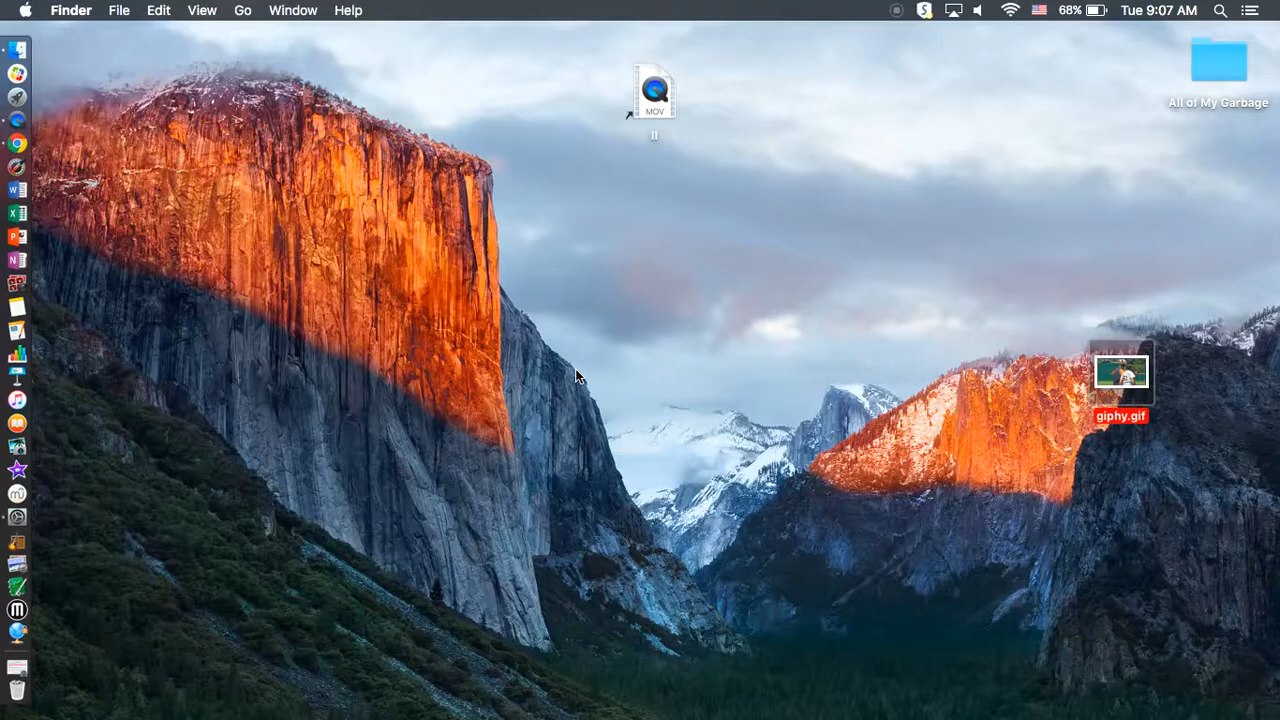 Finder File Edit View Go Window Help 68% Tue 9:07 AM
MOV
II
All of My Garbage
giphy.gif